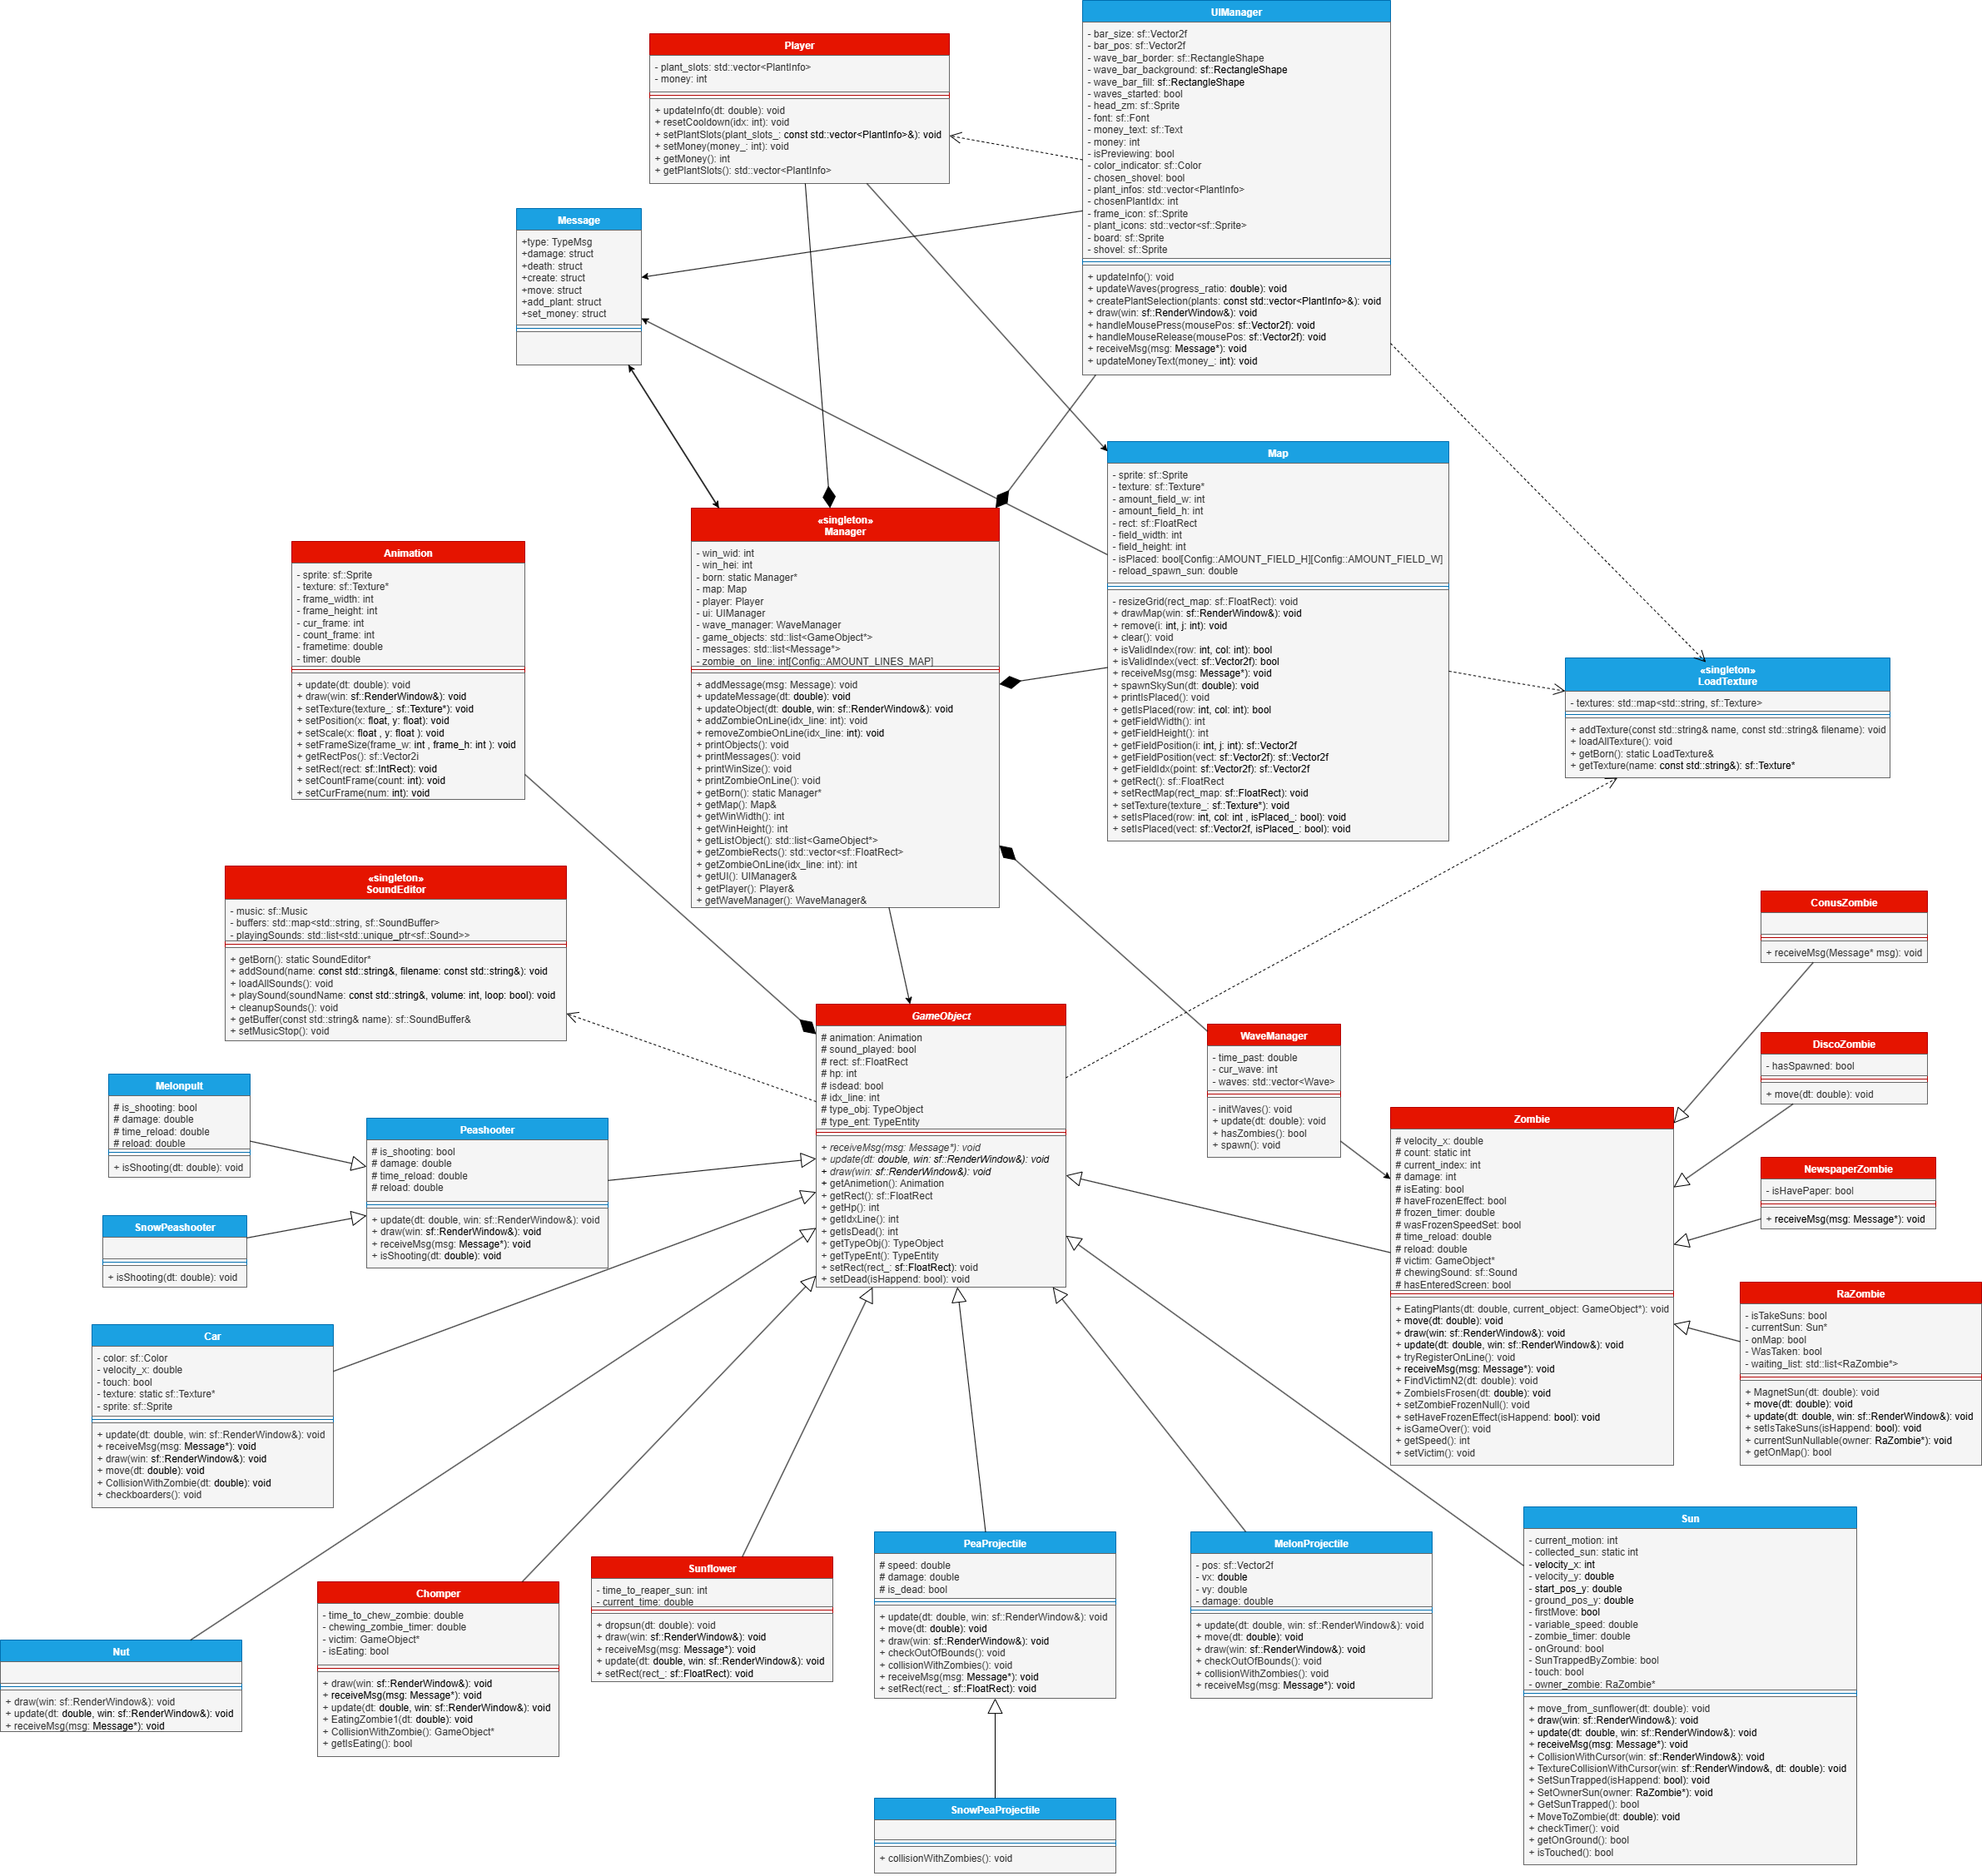 UIManager
- bar_size: sf::Vector2f
- bar_pos: sf::Vector2f
- wave_bar_border: sf::RectangleShape
- wave_bar_background: sf::RectangleShape
- wave_bar_fill: sf::RectangleShape
- waves_started: bool
- head_zm: sf::Sprite
- font: sf::Font
- money_text: sf::Text
- money: int
- isPreviewing: bool
- color_indicator: sf::Color
- chosen_shovel: bool
- plant_infos: std::vector<PlantInfo>
- chosenPlantIdx: int
- frame_icon: sf::Sprite
- plant_icons: std::vector<sf::Sprite>
- board: sf::Sprite
- shovel: sf::Sprite
+ updateInfo(): void
+ updateWaves(progress_ratio: double): void
+ createPlantSelection(plants: const std::vector<PlantInfo>&): void
+ draw(win: sf::RenderWindow&): void
+ handleMousePress(mousePos: sf::Vector2f): void
+ handleMouseRelease(mousePos: sf::Vector2f): void
+ receiveMsg(msg: Message*): void
+ updateMoneyText(money_: int): void
Player
- plant_slots: std::vector<PlantInfo>
- money: int
+ updateInfo(dt: double): void
+ resetCooldown(idx: int): void
+ setPlantSlots(plant_slots_: const std::vector<PlantInfo>&): void
+ setMoney(money_: int): void
+ getMoney(): int
+ getPlantSlots(): std::vector<PlantInfo>
Message
+type: TypeMsg
+damage: struct
+death: struct
+create: struct
+move: struct
+add_plant: struct
+set_money: struct
Map
- sprite: sf::Sprite
- texture: sf::Texture*
- amount_field_w: int
- amount_field_h: int
- rect: sf::FloatRect
- field_width: int
- field_height: int
- isPlaced: bool[Config::AMOUNT_FIELD_H][Config::AMOUNT_FIELD_W]
- reload_spawn_sun: double
- resizeGrid(rect_map: sf::FloatRect): void
+ drawMap(win: sf::RenderWindow&): void
+ remove(i: int, j: int): void
+ clear(): void
+ isValidIndex(row: int, col: int): bool
+ isValidIndex(vect: sf::Vector2f): bool
+ receiveMsg(msg: Message*): void
+ spawnSkySun(dt: double): void
+ printIsPlaced(): void
+ getIsPlaced(row: int, col: int): bool
+ getFieldWidth(): int
+ getFieldHeight(): int
+ getFieldPosition(i: int, j: int): sf::Vector2f
+ getFieldPosition(vect: sf::Vector2f): sf::Vector2f
+ getFieldIdx(point: sf::Vector2f): sf::Vector2f
+ getRect(): sf::FloatRect
+ setRectMap(rect_map: sf::FloatRect): void
+ setTexture(texture_: sf::Texture*): void
+ setIsPlaced(row: int, col: int , isPlaced_: bool): void
+ setIsPlaced(vect: sf::Vector2f, isPlaced_: bool): void
«singleton»
Manager
- win_wid: int
- win_hei: int
- born: static Manager*
- map: Map
- player: Player
- ui: UIManager
- wave_manager: WaveManager
- game_objects: std::list<GameObject*>
- messages: std::list<Message*>
- zombie_on_line: int[Config::AMOUNT_LINES_MAP]
+ addMessage(msg: Message): void
+ updateMessage(dt: double): void
+ updateObject(dt: double, win: sf::RenderWindow&): void
+ addZombieOnLine(idx_line: int): void
+ removeZombieOnLine(idx_line: int): void
+ printObjects(): void
+ printMessages(): void
+ printWinSize(): void
+ printZombieOnLine(): void
+ getBorn(): static Manager*
+ getMap(): Map&
+ getWinWidth(): int
+ getWinHeight(): int
+ getListObject(): std::list<GameObject*>
+ getZombieRects(): std::vector<sf::FloatRect>
+ getZombieOnLine(idx_line: int): int
+ getUI(): UIManager&
+ getPlayer(): Player&
+ getWaveManager(): WaveManager&
Animation
- sprite: sf::Sprite
- texture: sf::Texture*
- frame_width: int
- frame_height: int
- cur_frame: int
- count_frame: int
- frametime: double
- timer: double
+ update(dt: double): void
+ draw(win: sf::RenderWindow&): void
+ setTexture(texture_: sf::Texture*): void
+ setPosition(x: float, y: float): void
+ setScale(x: float , y: float ): void
+ setFrameSize(frame_w: int , frame_h: int ): void
+ getRectPos(): sf::Vector2i
+ setRect(rect: sf::IntRect): void
+ setCountFrame(count: int): void
+ setCurFrame(num: int): void
«singleton»
LoadTexture
- textures: std::map<std::string, sf::Texture>
+ addTexture(const std::string& name, const std::string& filename): void
+ loadAllTexture(): void
+ getBorn(): static LoadTexture&
+ getTexture(name: const std::string&): sf::Texture*
«singleton»
SoundEditor
- music: sf::Music
- buffers: std::map<std::string, sf::SoundBuffer>
- playingSounds: std::list<std::unique_ptr<sf::Sound>>
+ getBorn(): static SoundEditor*
+ addSound(name: const std::string&, filename: const std::string&): void
+ loadAllSounds(): void
+ playSound(soundName: const std::string&, volume: int, loop: bool): void
+ cleanupSounds(): void
+ getBuffer(const std::string& name): sf::SoundBuffer&
+ setMusicStop(): void
GameObject
# animation: Animation
# sound_played: bool
# rect: sf::FloatRect
# hp: int
# isdead: bool
# idx_line: int
# type_obj: TypeObject
# type_ent: TypeEntity
+ receiveMsg(msg: Message*): void
+ update(dt: double, win: sf::RenderWindow&): void
+ draw(win: sf::RenderWindow&): void
+ getAnimetion(): Animation
+ getRect(): sf::FloatRect
+ getHp(): int
+ getIdxLine(): int
+ getIsDead(): int
+ getTypeObj(): TypeObject
+ getTypeEnt(): TypeEntity
+ setRect(rect_: sf::FloatRect): void
+ setDead(isHappend: bool): void
WaveManager
- time_past: double
- cur_wave: int
- waves: std::vector<Wave>
- initWaves(): void
+ update(dt: double): void
+ hasZombies(): bool
+ spawn(): void
ConusZombie
+ receiveMsg(Message* msg): void
DiscoZombie
- hasSpawned: bool
+ move(dt: double): void
NewspaperZombie
- isHavePaper: bool
+ receiveMsg(msg: Message*): void
RaZombie
- isTakeSuns: bool
- currentSun: Sun*
- onMap: bool
- WasTaken: bool
- waiting_list: std::list<RaZombie*>
+ MagnetSun(dt: double): void
+ move(dt: double): void
+ update(dt: double, win: sf::RenderWindow&): void
+ setIsTakeSuns(isHappend: bool): void
+ currentSunNullable(owner: RaZombie*): void
+ getOnMap(): bool
Zombie
# velocity_x: double
# count: static int
# current_index: int
# damage: int
# isEating: bool
# haveFrozenEffect: bool
# frozen_timer: double
# wasFrozenSpeedSet: bool
# time_reload: double
# reload: double
# victim: GameObject*
# chewingSound: sf::Sound
# hasEnteredScreen: bool
+ EatingPlants(dt: double, current_object: GameObject*): void
+ move(dt: double): void
+ draw(win: sf::RenderWindow&): void
+ update(dt: double, win: sf::RenderWindow&): void
+ tryRegisterOnLine(): void
+ receiveMsg(msg: Message*): void
+ FindVictimN2(dt: double): void
+ ZombieIsFrosen(dt: double): void
+ setZombieFrozenNull(): void
+ setHaveFrozenEffect(isHappend: bool): void
+ isGameOver(): void
+ getSpeed(): int
+ setVictim(): void
Melonpult
# is_shooting: bool
# damage: double
# time_reload: double
# reload: double
+ isShooting(dt: double): void
Peashooter
# is_shooting: bool
# damage: double
# time_reload: double
# reload: double
+ update(dt: double, win: sf::RenderWindow&): void
+ draw(win: sf::RenderWindow&): void
+ receiveMsg(msg: Message*): void
+ isShooting(dt: double): void
SnowPeashooter
+ isShooting(dt: double): void
Car
- color: sf::Color
- velocity_x: double
- touch: bool
- texture: static sf::Texture*
- sprite: sf::Sprite
+ update(dt: double, win: sf::RenderWindow&): void
+ receiveMsg(msg: Message*): void
+ draw(win: sf::RenderWindow&): void
+ move(dt: double): void
+ CollisionWithZombie(dt: double): void
+ checkboarders(): void
Nut
+ draw(win: sf::RenderWindow&): void
+ update(dt: double, win: sf::RenderWindow&): void
+ receiveMsg(msg: Message*): void
Chomper
- time_to_chew_zombie: double
- chewing_zombie_timer: double
- victim: GameObject*
- isEating: bool
+ draw(win: sf::RenderWindow&): void
+ receiveMsg(msg: Message*): void
+ update(dt: double, win: sf::RenderWindow&): void
+ EatingZombie1(dt: double): void
+ CollisionWithZombie(): GameObject*
+ getIsEating(): bool
Sunflower
- time_to_reaper_sun: int
- current_time: double
+ dropsun(dt: double): void
+ draw(win: sf::RenderWindow&): void
+ receiveMsg(msg: Message*): void
+ update(dt: double, win: sf::RenderWindow&): void
+ setRect(rect_: sf::FloatRect): void
PeaProjectile
# speed: double
# damage: double
# is_dead: bool
+ update(dt: double, win: sf::RenderWindow&): void
+ move(dt: double): void
+ draw(win: sf::RenderWindow&): void
+ checkOutOfBounds(): void
+ collisionWithZombies(): void
+ receiveMsg(msg: Message*): void
+ setRect(rect_: sf::FloatRect): void
MelonProjectile
- pos: sf::Vector2f
- vx: double
- vy: double
- damage: double
+ update(dt: double, win: sf::RenderWindow&): void
+ move(dt: double): void
+ draw(win: sf::RenderWindow&): void
+ checkOutOfBounds(): void
+ collisionWithZombies(): void
+ receiveMsg(msg: Message*): void
Sun
- current_motion: int
- collected_sun: static int
- velocity_x: int
- velocity_y: double
- start_pos_y: double
- ground_pos_y: double
- firstMove: bool
- variable_speed: double
- zombie_timer: double
- onGround: bool
- SunTrappedByZombie: bool
- touch: bool
- owner_zombie: RaZombie*
+ move_from_sunflower(dt: double): void
+ draw(win: sf::RenderWindow&): void
+ update(dt: double, win: sf::RenderWindow&): void
+ receiveMsg(msg: Message*): void
+ CollisionWithCursor(win: sf::RenderWindow&): void
+ TextureCollisionWithCursor(win: sf::RenderWindow&, dt: double): void
+ SetSunTrapped(isHappend: bool): void
+ SetOwnerSun(owner: RaZombie*): void
+ GetSunTrapped(): bool
+ MoveToZombie(dt: double): void
+ checkTimer(): void
+ getOnGround(): bool
+ isTouched(): bool
SnowPeaProjectile
+ collisionWithZombies(): void